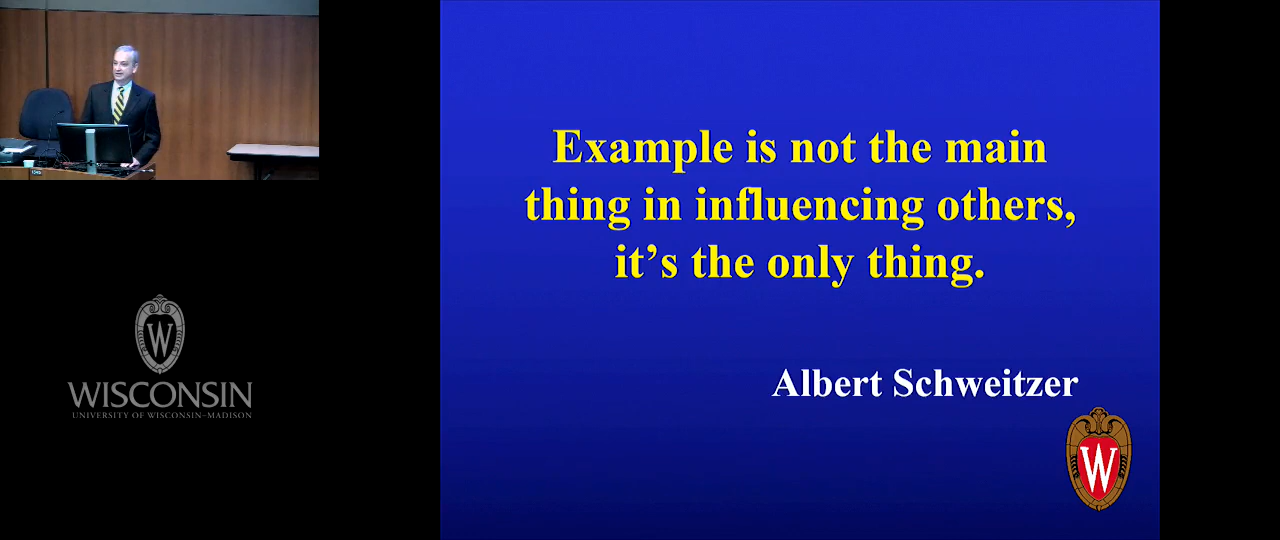 Example is not the main
thing in influencing others,
it’s the only thing.
Albert Schweitzer
W
W
WISCONSIN
UNIVERSITY OF WISCONSIN–MADISON